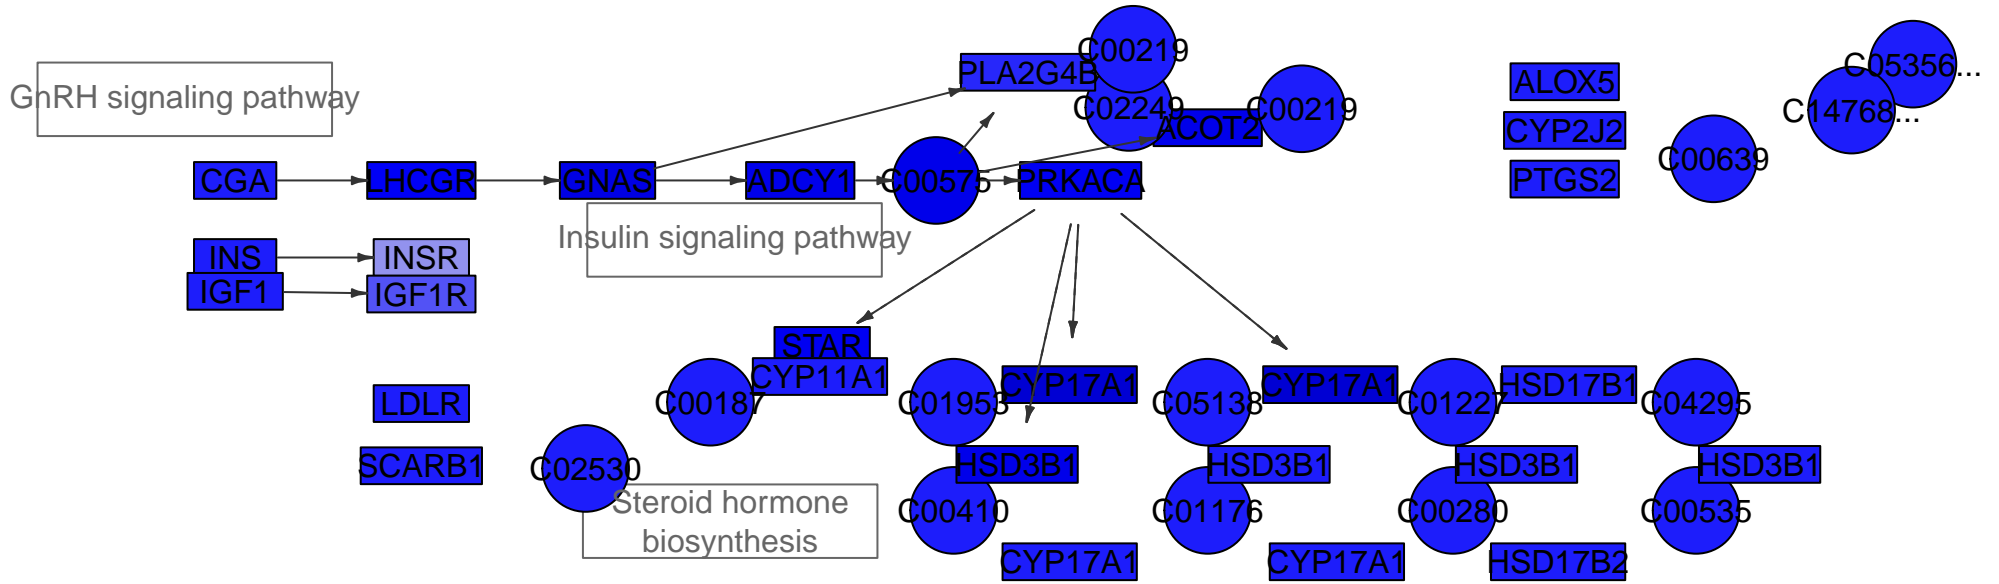 GnRH signaling pathway
PLA2G4B
C00219
C02249
ACOT2
C00219
ALOX5
CYP2J2
PTGS2
C00639
C05356...
C14768...
CGA
LHCGR
GNAS
ADCY1
C00575
PRKACA
Insulin signaling pathway
INS
INSR
IGF1
IGF1R
STAR
CYP11A1
C00187
C01953
CYP17A1
C05138
CYP17A1
C01227
HSD17B1
C04295
LDLR
SCARB1
C02530
HSD3B1
HSD3B1
HSD3B1
HSD3B1
Steroid hormone
biosynthesis
C00410
C01176
C00280
C00535
CYP17A1
CYP17A1
HSD17B2